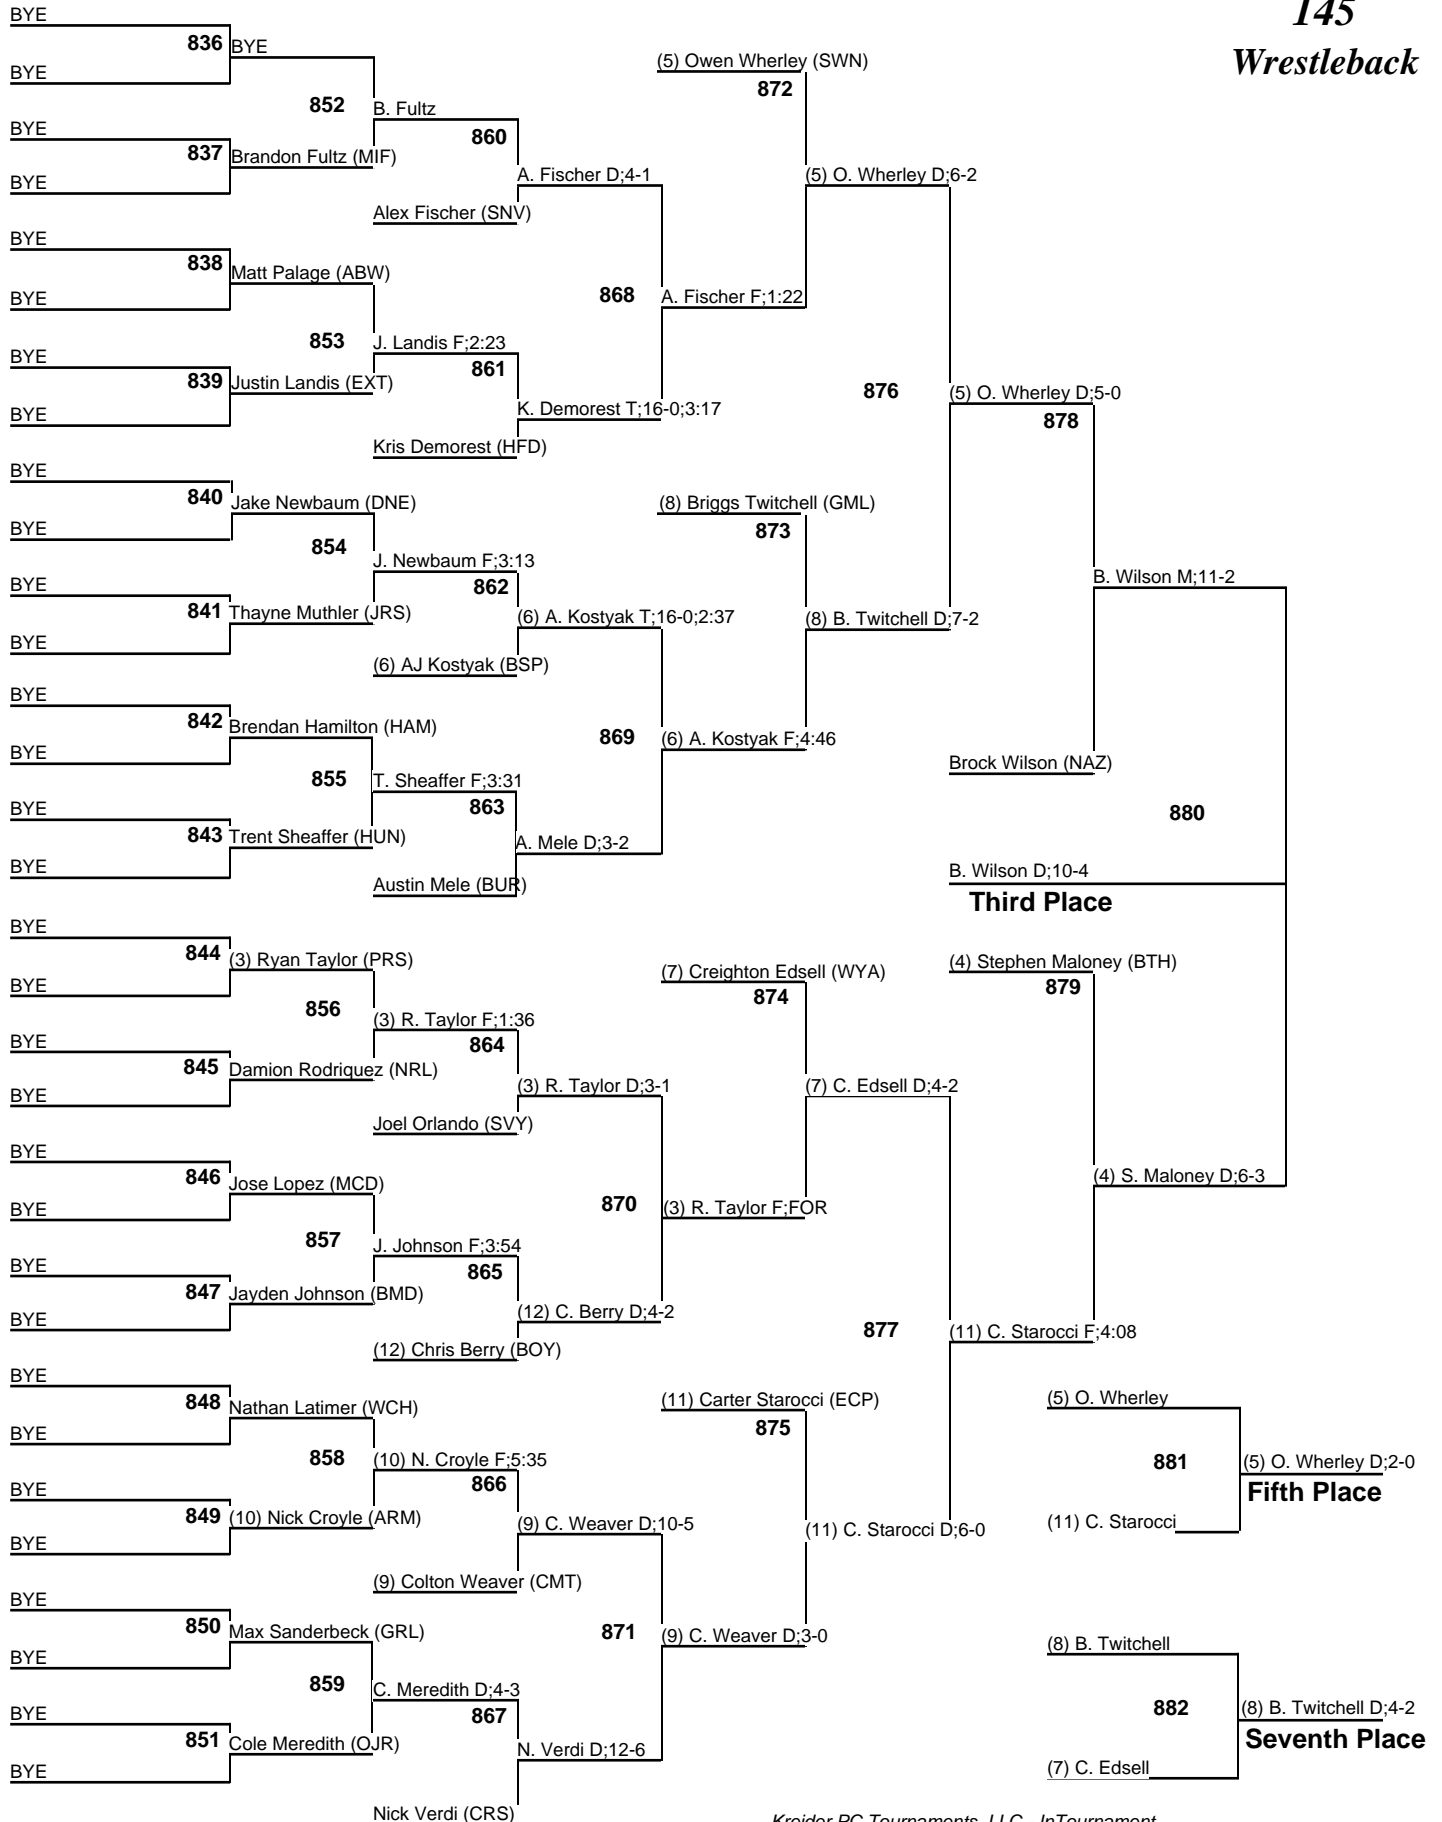 145
Wrestleback
BYE
836
BYE
BYE
852
B. Fultz
BYE
837
Brandon Fultz (MIF)
BYE
860
A. Fischer D;4-1
Alex Fischer (SNV)
(5) Owen Wherley (SWN)
872
(5) O. Wherley D;6-2
BYE
838
Matt Palage (ABW)
BYE
868
A. Fischer F;1:22
853
J. Landis F;2:23
BYE
839
Justin Landis (EXT)
BYE
861
K. Demorest T;16-0;3:17
Kris Demorest (HFD)
876
(5) O. Wherley D;5-0
878
BYE
840
Jake Newbaum (DNE)
BYE
854
J. Newbaum F;3:13
BYE
841
Thayne Muthler (JRS)
BYE
862
(6) A. Kostyak T;16-0;2:37
(6) AJ Kostyak (BSP)
(8) Briggs Twitchell (GML)
873
(8) B. Twitchell D;7-2
B. Wilson M;11-2
BYE
842
Brendan Hamilton (HAM)
BYE
869
(6) A. Kostyak F;4:46
855
T. Sheaffer F;3:31
BYE
843
Trent Sheaffer (HUN)
BYE
863
A. Mele D;3-2
Austin Mele (BUR)
Brock Wilson (NAZ)
880
B. Wilson D;10-4
Third Place
BYE
844
(3) Ryan Taylor (PRS)
BYE
856
(3) R. Taylor F;1:36
BYE
845
Damion Rodriquez (NRL)
BYE
864
(3) R. Taylor D;3-1
Joel Orlando (SVY)
(7) Creighton Edsell (WYA)
874
(7) C. Edsell D;4-2
(4) Stephen Maloney (BTH)
879
(4) S. Maloney D;6-3
BYE
846
Jose Lopez (MCD)
BYE
870
(3) R. Taylor F;FOR
857
J. Johnson F;3:54
BYE
847
Jayden Johnson (BMD)
BYE
865
(12) C. Berry D;4-2
(12) Chris Berry (BOY)
877
(11) C. Starocci F;4:08
BYE
848
Nathan Latimer (WCH)
BYE
858
(10) N. Croyle F;5:35
BYE
849
(10) Nick Croyle (ARM)
BYE
866
(9) C. Weaver D;10-5
(9) Colton Weaver (CMT)
(11) Carter Starocci (ECP)
875
(11) C. Starocci D;6-0
(5) O. Wherley
881
(5) O. Wherley D;2-0
Fifth Place
(11) C. Starocci
BYE
850
Max Sanderbeck (GRL)
BYE
871
(9) C. Weaver D;3-0
859
C. Meredith D;4-3
BYE
851
Cole Meredith (OJR)
BYE
867
N. Verdi D;12-6
Nick Verdi (CRS)
(8) B. Twitchell
882
(8) B. Twitchell D;4-2
Seventh Place
(7) C. Edsell
Kreider PC Tournaments, LLC - InTournament